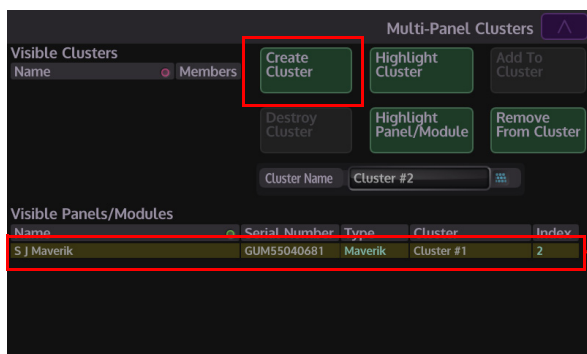 Multi-Panel Clusters
Visible Clusters
Name Members
Create Cluster
Highlight Cluster
Add To Cluster
Destroy Cluster
Highlight Panel/Module
Remove From Cluster
Cluster Name Cluster #2
Visible Panels/Modules
Name Serial Number Type Cluster Index
S J Maverik GUM55040681 Maverik Cluster #1 2